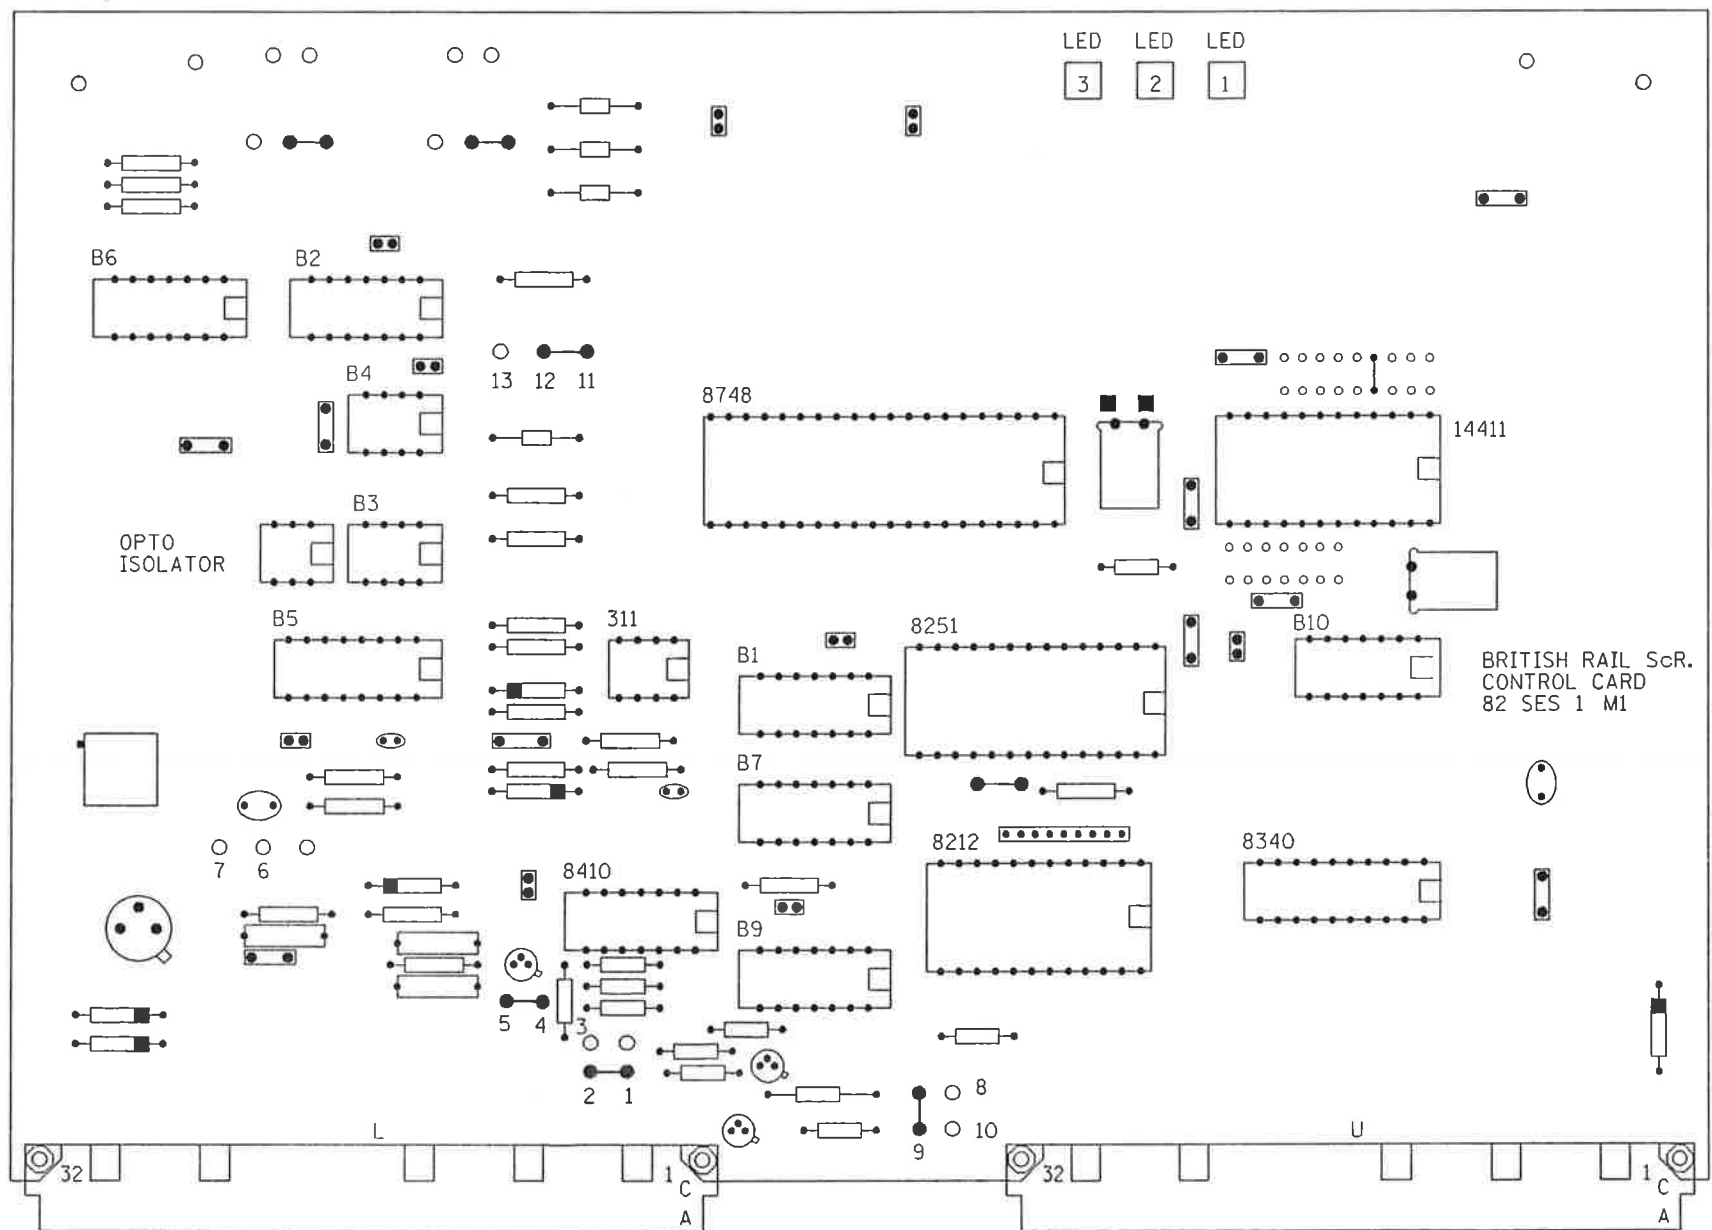 LED LED LED
3 2 1
B6 B2
13 12 11
B4
8748
14411
B3
OPTO
ISOLATOR
B5
311
B1
8251
B10
BRITISH RAIL ScR.
CONTROL CARD
82 SES 1 M1
B7
7 6
8410
8212
8340
B9
5 4 3
2 1
8
10
9
L
U
32
1
C
A
32
1
C
A